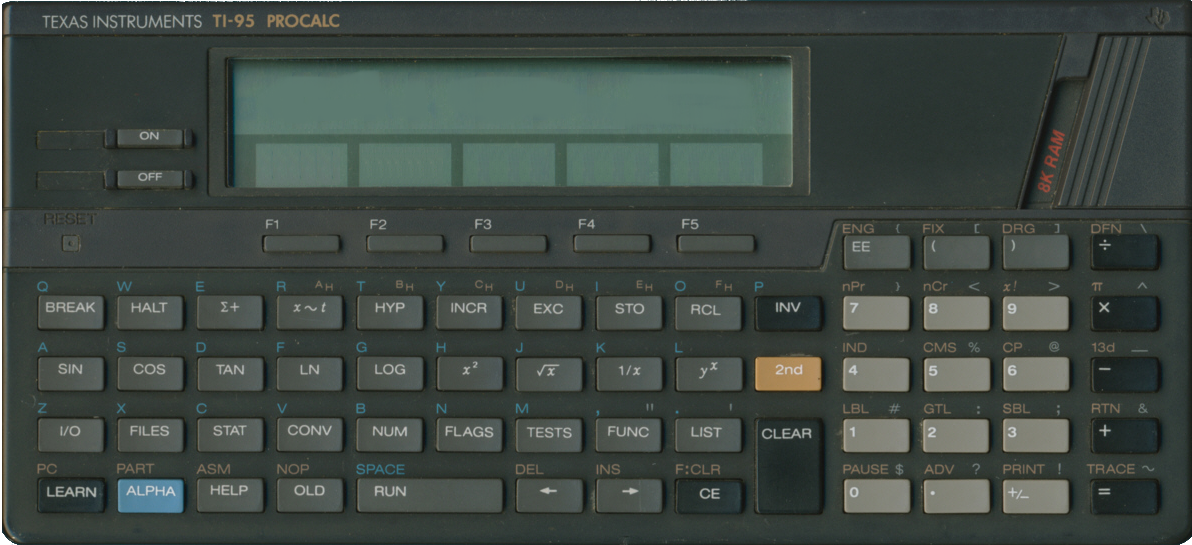 TEXAS INSTRUMENTS TI-95 PROCALC
ON
OFF
8K RAM
RESET
F1 F2 F3 F4 F5
ENG ( FIX [ DRG ] DFN \
EE ( ) ÷
Q W E R AH T BH Y CH U DH I EH O FH P
BREAK HALT Σ+ x~t HYP INCR EXC STO RCL INV
nPr } nCr < x! > π ^
7 8 9 ×
A S D F G H J K L
SIN COS TAN LN LOG x² √x 1/x yˣ 2nd
IND CMS % CP @ 13d _
4 5 6 −
Z X C V B N M , " . '
I/O FILES STAT CONV NUM FLAGS TESTS FUNC LIST CLEAR
LBL # GTL : SBL ; RTN &
1 2 3 +
PC PART ASM NOP SPACE DEL INS F:CLR
LEARN ALPHA HELP OLD RUN ← → CE
PAUSE $ ADV ? PRINT ! TRACE ~
0 . +/− =